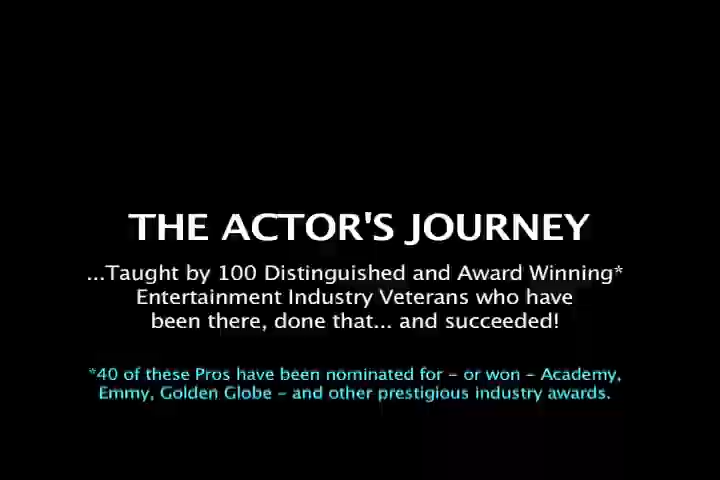 THE ACTOR'S JOURNEY
...Taught by 100 Distinguished and Award Winning*
Entertainment Industry Veterans who have
been there, done that... and succeeded!
*40 of these Pros have been nominated for – or won – Academy,
Emmy, Golden Globe – and other prestigious industry awards.